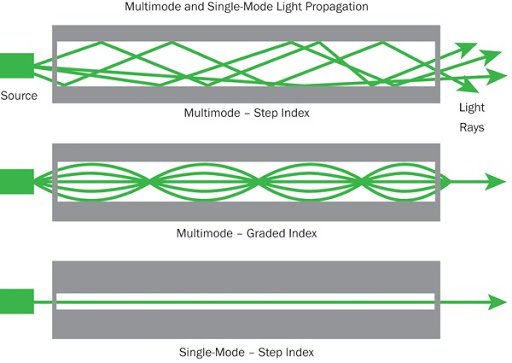 Multimode and Single-Mode Light Propagation
Source
Light
Rays
Multimode – Step Index
Multimode – Graded Index
Single-Mode – Step Index